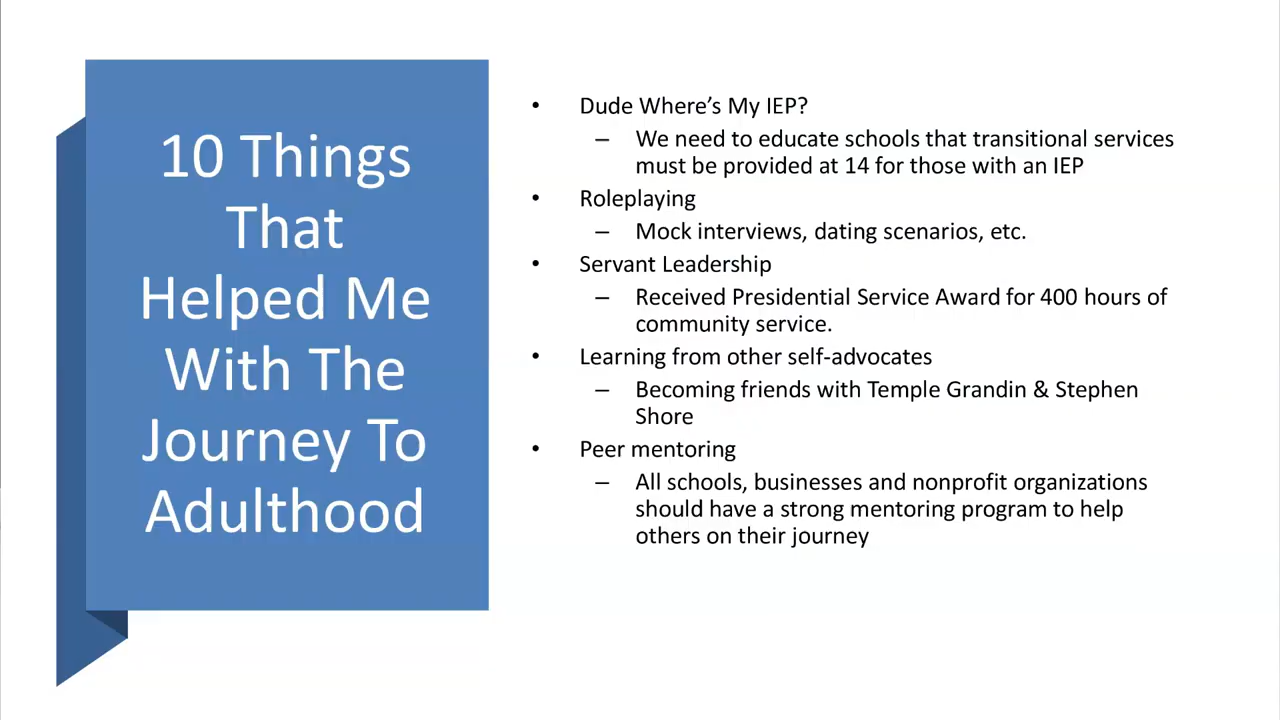 10 Things
That
Helped Me
With The
Journey To
Adulthood
• Dude Where's My IEP?
– We need to educate schools that transitional services
must be provided at 14 for those with an IEP
• Roleplaying
– Mock interviews, dating scenarios, etc.
• Servant Leadership
– Received Presidential Service Award for 400 hours of
community service.
• Learning from other self-advocates
– Becoming friends with Temple Grandin & Stephen
Shore
• Peer mentoring
– All schools, businesses and nonprofit organizations
should have a strong mentoring program to help
others on their journey